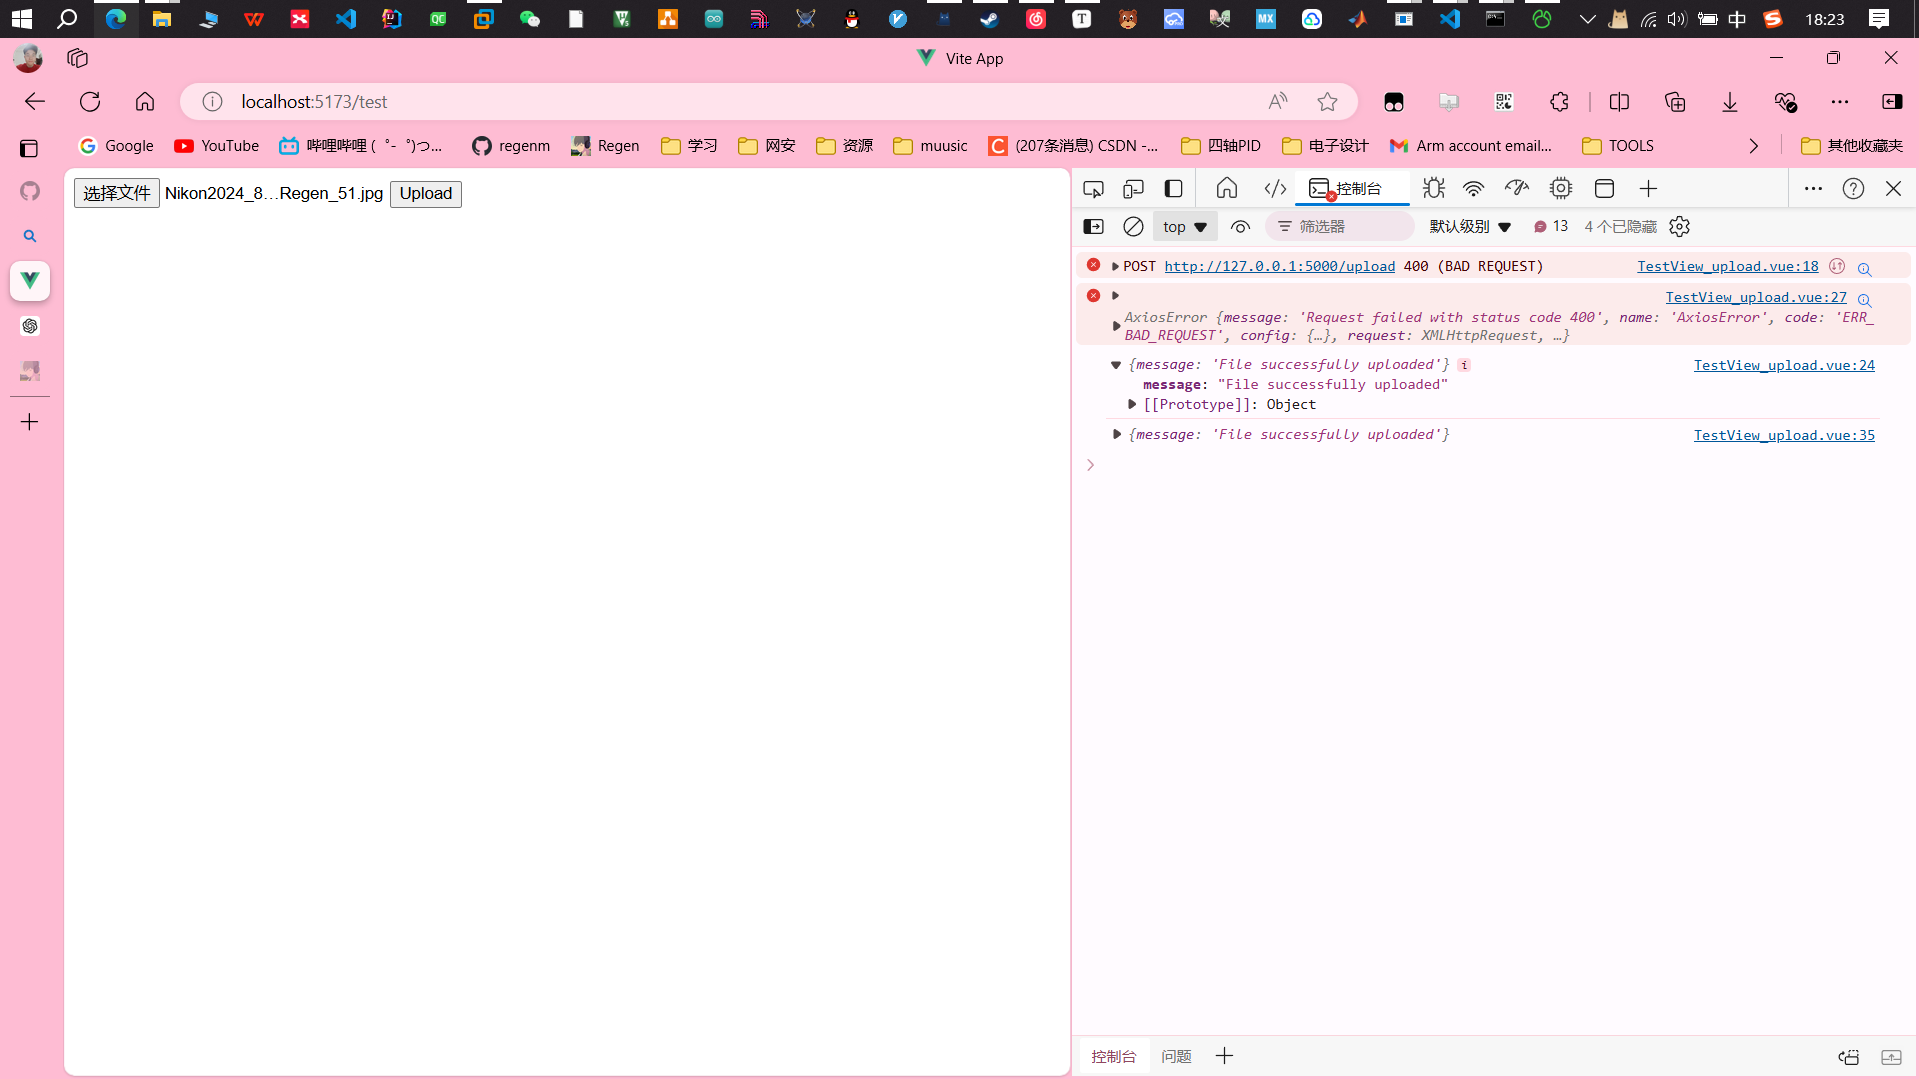 18:23
中
Vite App
localhost:5173/test
Google
YouTube
哔哩哔哩 (゜-゜)つ...
regenm
Regen
学习
网安
资源
muusic
(207条消息) CSDN -...
四轴PID
电子设计
Arm account email...
TOOLS
其他收藏夹
选择文件 Nikon2024_8...Regen_51.jpg Upload
控制台
top
筛选器
默认级别
13
4 个已隐藏
POST http://127.0.0.1:5000/upload 400 (BAD REQUEST) TestView_upload.vue:18
TestView_upload.vue:27
AxiosError {message: 'Request failed with status code 400', name: 'AxiosError', code: 'ERR_
BAD_REQUEST', config: {…}, request: XMLHttpRequest, …}
{message: 'File successfully uploaded'} i TestView_upload.vue:24
message: "File successfully uploaded"
[[Prototype]]: Object
{message: 'File successfully uploaded'} TestView_upload.vue:35
控制台
问题